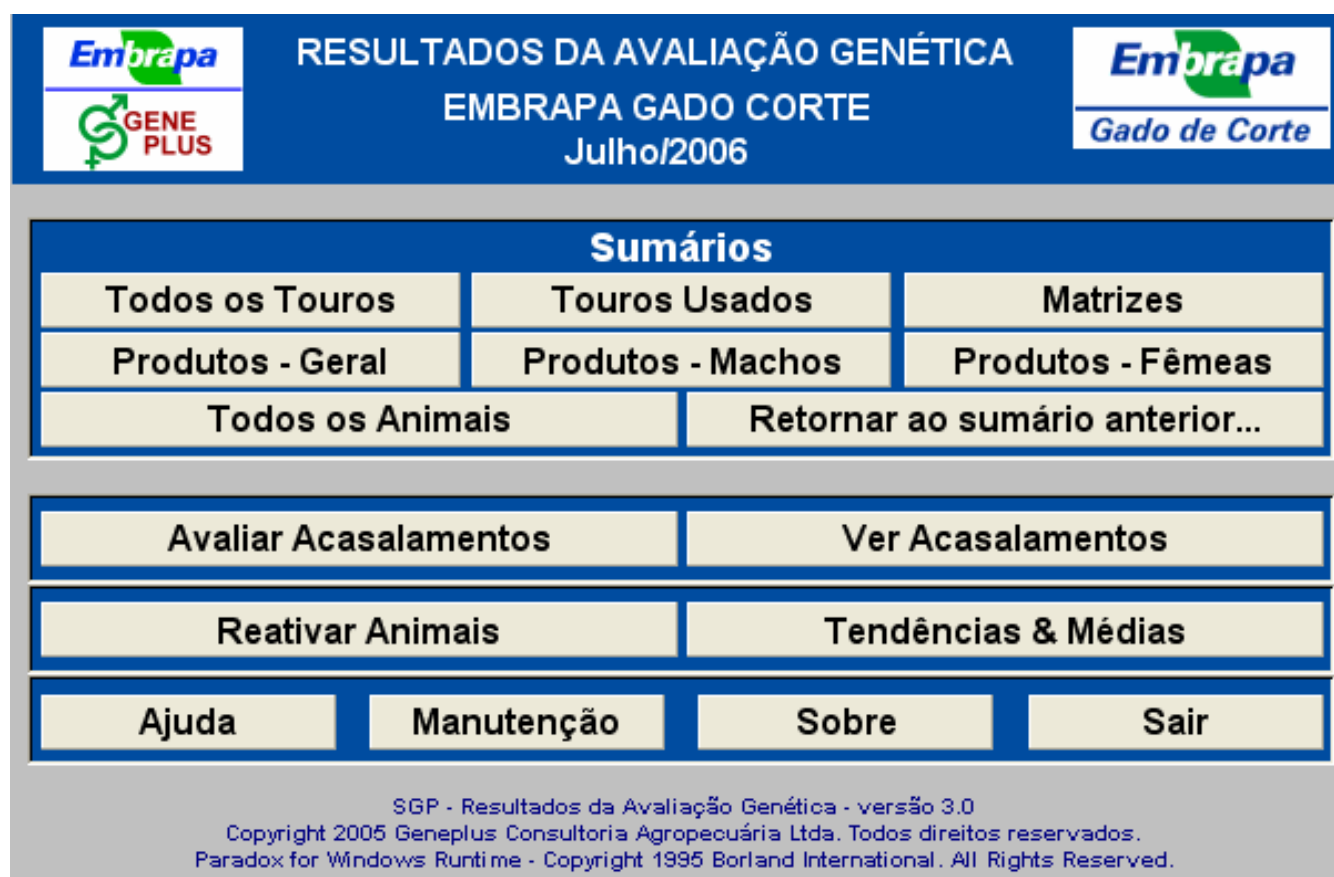 Embrapa
GENE
PLUS
RESULTADOS DA AVALIAÇÃO GENÉTICA
EMBRAPA GADO CORTE
Julho/2006
Embrapa
Gado de Corte
Sumários
Todos os Touros
Touros Usados
Matrizes
Produtos - Geral
Produtos - Machos
Produtos - Fêmeas
Todos os Animais
Retornar ao sumário anterior...
Avaliar Acasalamentos
Ver Acasalamentos
Reativar Animais
Tendências & Médias
Ajuda
Manutenção
Sobre
Sair
SGP - Resultados da Avaliação Genética - versão 3.0
Copyright 2005 Geneplus Consultoria Agropecuária Ltda. Todos direitos reservados.
Paradox for Windows Runtime - Copyright 1995 Borland International. All Rights Reserved.